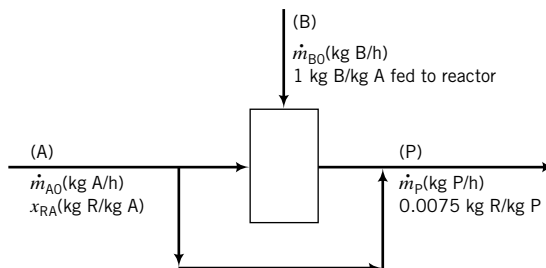 (B)
ṁB0(kg B/h)
1 kg B/kg A fed to reactor
(A)
ṁA0(kg A/h)
xRA(kg R/kg A)
(P)
ṁP(kg P/h)
0.0075 kg R/kg P